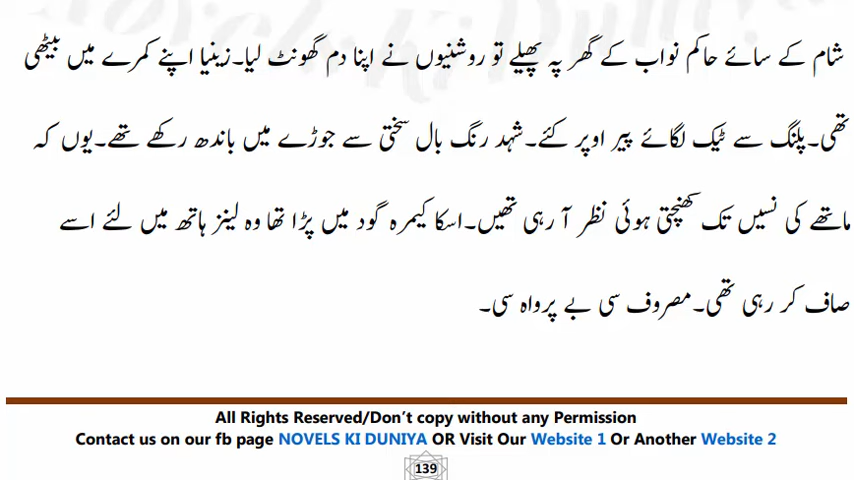 شام کے سائے حاکم نواب کے گھر پہ پھیلے تو روشنیوں نے اپنا دم گھونٹ لیا۔زینیا اپنے کمرے میں بیٹھی
تھی۔پلنگ سے ٹیک لگائے پیر اوپر کئے۔شہد رنگ بال سختی سے جوڑے میں باندھ رکھے تھے۔یوں کہ
ماتھے کی نسیں تک کھنچتی ہوئی نظر آ رہی تھیں۔اسکا کیمرہ گود میں پڑا تھا وہ لینز ہاتھ میں لئے اسے
صاف کر رہی تھی۔مصروف سی بے پرواہ سی۔
All Rights Reserved/Don’t copy without any Permission
Contact us on our fb page NOVELS KI DUNIYA OR Visit Our Website 1 Or Another Website 2
139